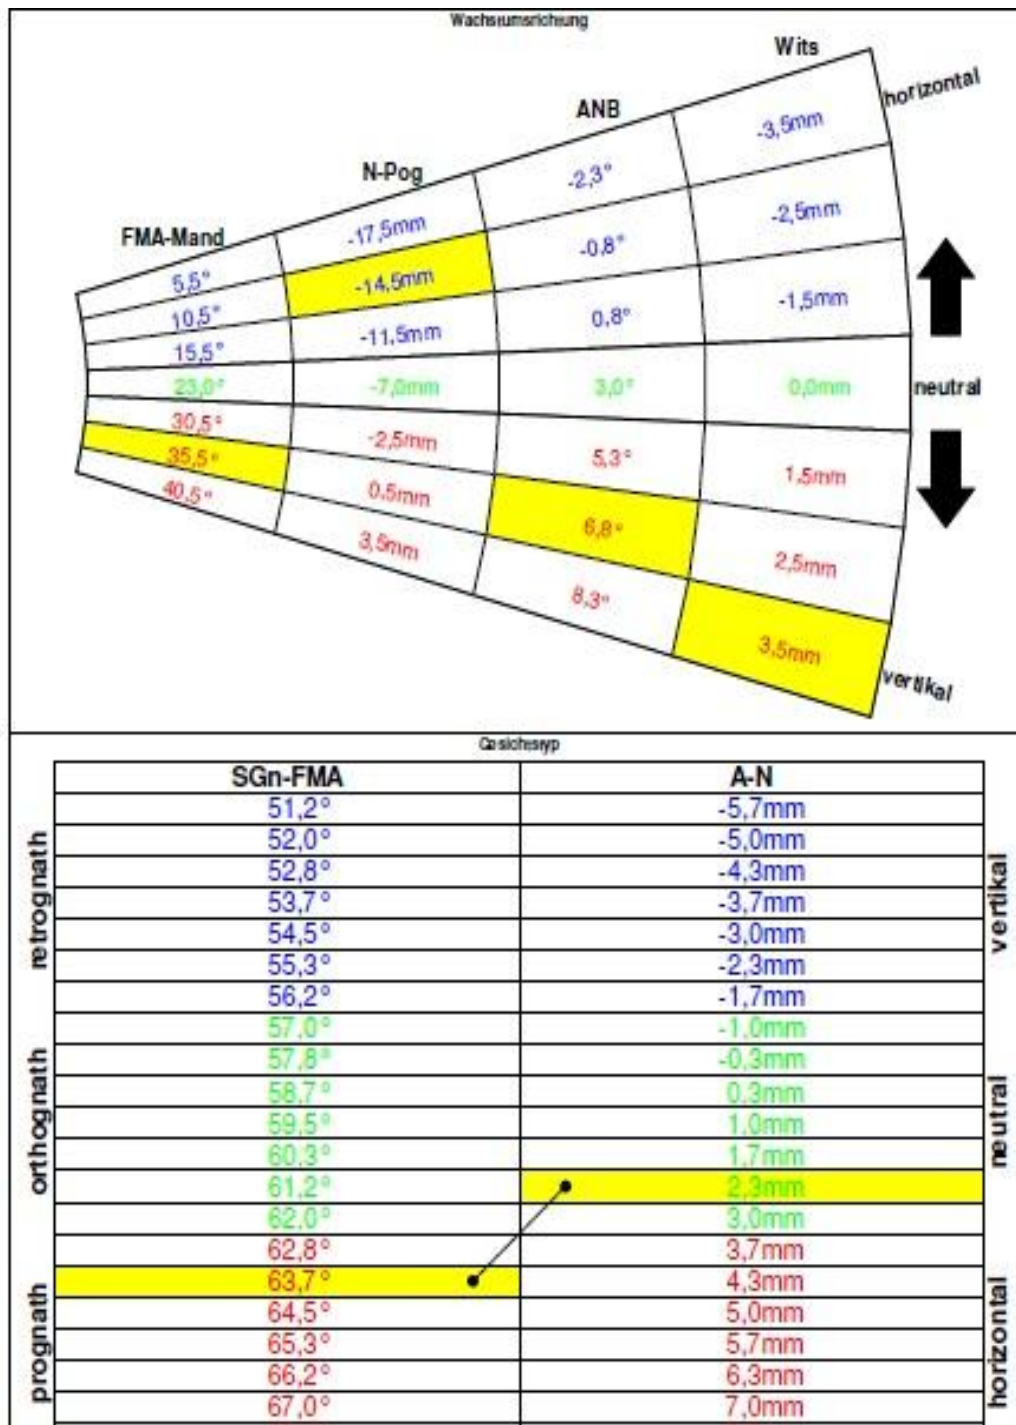 Wachstumsrichtung
Wits
horizontal
ANB
-3,5mm
N-Pog
-2,3°
-2,5mm
FMA-Mand
-17,5mm
-0,8°
5,5°
-14,5mm
-1,5mm
10,5°
0,8°
15,5°
-11,5mm
23,0°
-7,0mm
3,0°
0,0mm
neutral
30,5°
-2,5mm
5,3°
1,5mm
35,5°
0,5mm
6,8°
2,5mm
40,5°
3,5mm
8,3°
3,5mm
vertikal
Gesichtstyp
SGn-FMA A-N
51,2° -5,7mm
52,0° -5,0mm
52,8° -4,3mm
53,7° -3,7mm
54,5° -3,0mm
55,3° -2,3mm
56,2° -1,7mm
57,0° -1,0mm
57,8° -0,3mm
58,7° 0,3mm
59,5° 1,0mm
60,3° 1,7mm
61,2° 2,3mm
62,0° 3,0mm
62,8° 3,7mm
63,7° 4,3mm
64,5° 5,0mm
65,3° 5,7mm
66,2° 6,3mm
67,0° 7,0mm
retrognath
orthognath
prognath
vertikal
neutral
horizontal